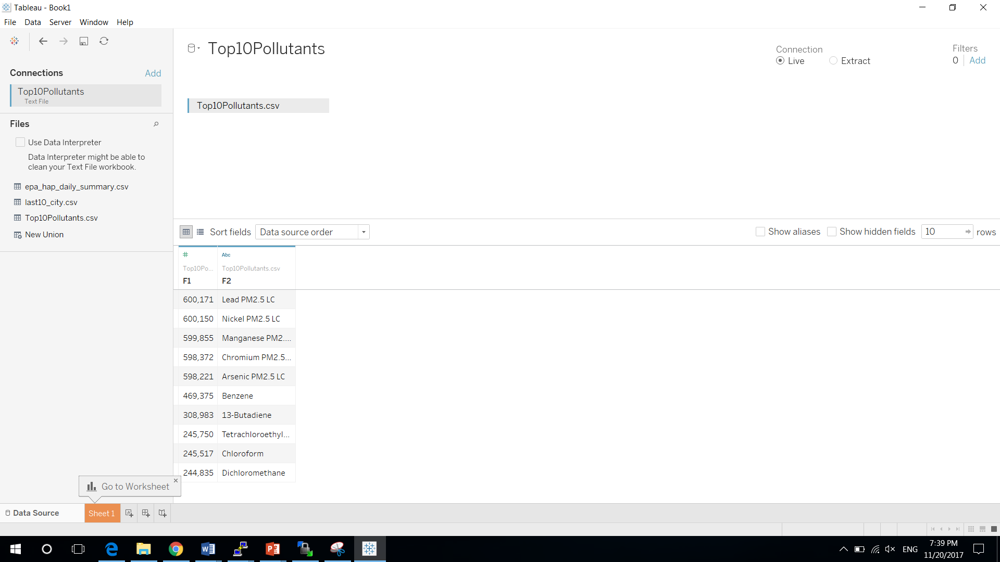 Tableau - Book1
File Data Server Window Help
Connections Add
Top10Pollutants
Text File
Files
Use Data Interpreter
Data Interpreter might be able to
clean your Text File workbook.
epa_hap_daily_summary.csv
last10_city.csv
Top10Pollutants.csv
New Union
Top10Pollutants
Connection
Live Extract
Filters
0 Add
Top10Pollutants.csv
Sort fields Data source order
Show aliases Show hidden fields 10 rows
# Abc
Top10Po... Top10Pollutants.csv
F1 F2
600,171 Lead PM2.5 LC
600,150 Nickel PM2.5 LC
599,855 Manganese PM2....
598,372 Chromium PM2.5...
598,221 Arsenic PM2.5 LC
469,375 Benzene
308,983 13-Butadiene
245,750 Tetrachloroethyl...
245,517 Chloroform
244,835 Dichloromethane
Go to Worksheet
Data Source Sheet 1
ENG
7:39 PM
11/20/2017